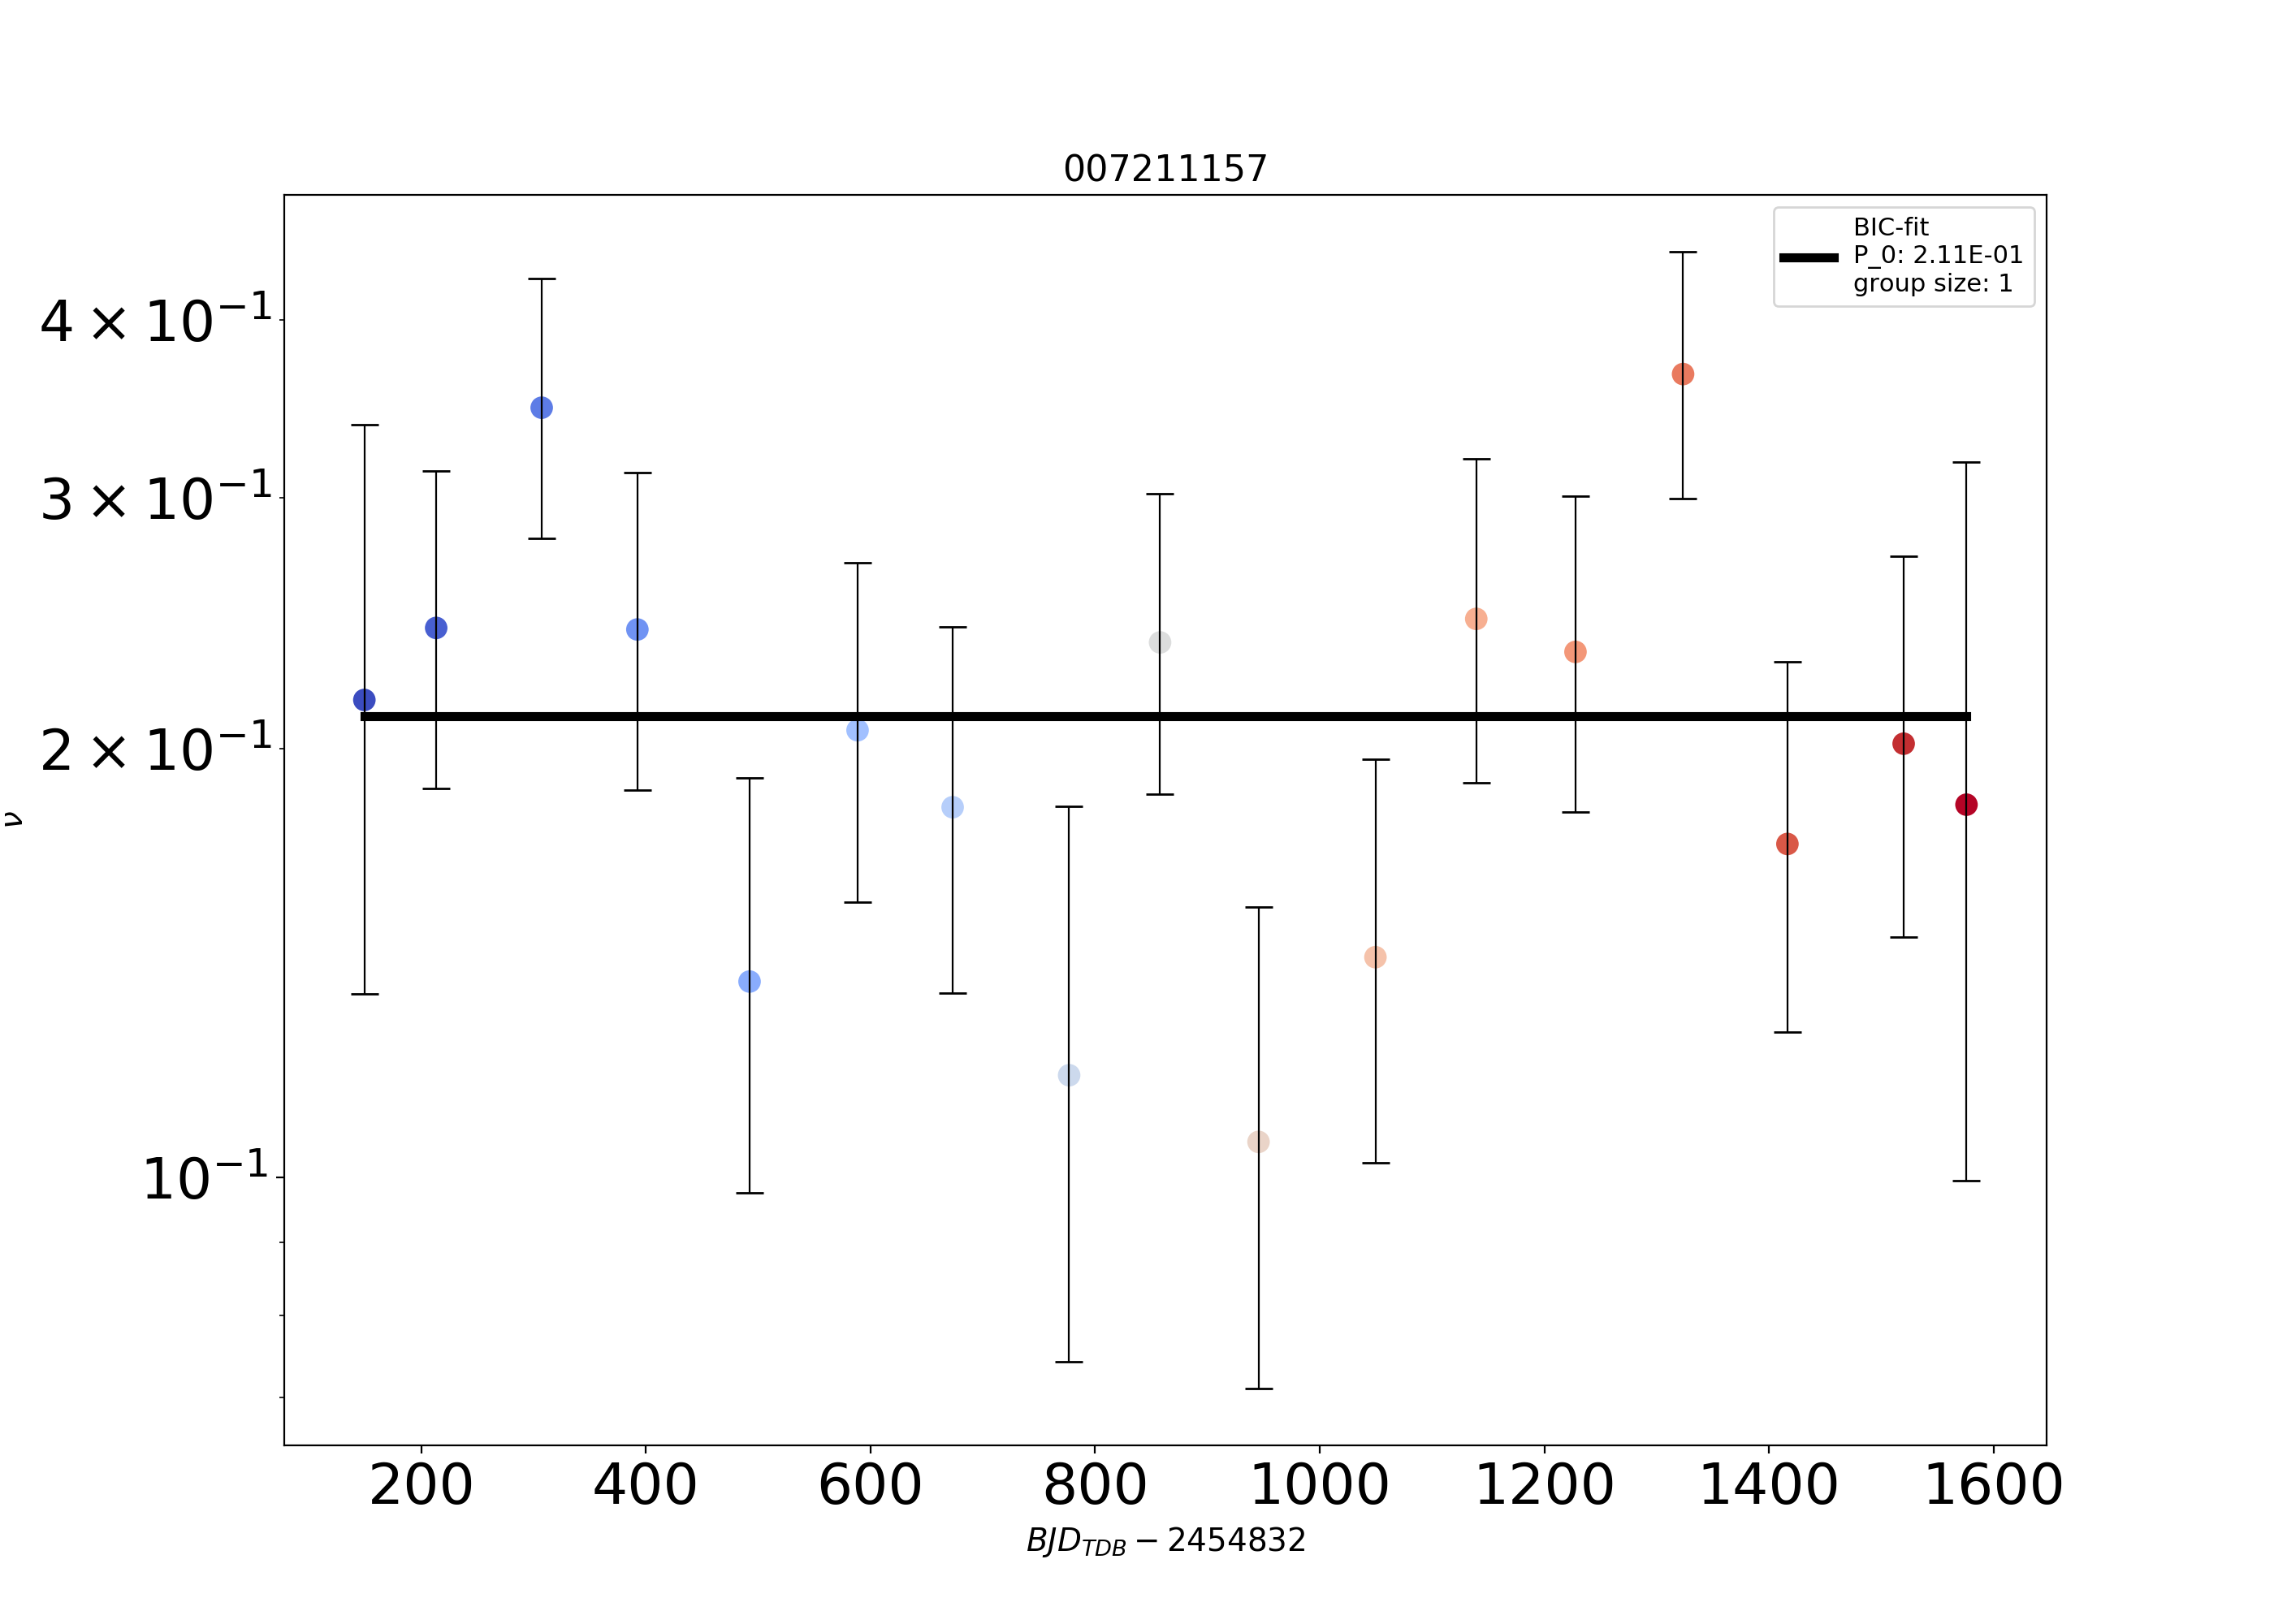 007211157
BIC-fit
P_0: 2.11E-01
group size: 1
4 × 10⁻¹
3 × 10⁻¹
2 × 10⁻¹
10⁻¹
ν
200 400 600 800 1000 1200 1400 1600
BJD_TDB − 2454832